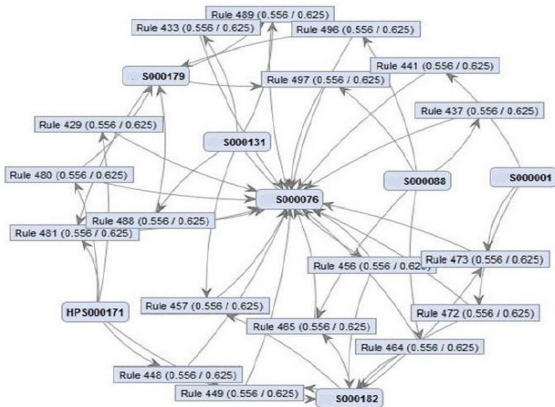 Rule 489 (0.556 / 0.625)
Rule 433 (0.556 / 0.625)
Rule 496 (0.556 / 0.625)
Rule 441 (0.556 / 0.625)
S000179
Rule 497 (0.556 / 0.625)
Rule 437 (0.556 / 0.625)
Rule 429 (0.556 / 0.625)
S000131
Rule 480 (0.556 / 0.625)
S000088
S000001
S000076
Rule 488 (0.556 / 0.625)
Rule 481 (0.556 / 0.625)
Rule 473 (0.556 / 0.625)
Rule 456 (0.556 / 0.625)
HPS000171
Rule 457 (0.556 / 0.625)
Rule 472 (0.556 / 0.625)
Rule 465 (0.556 / 0.625)
Rule 464 (0.556 / 0.625)
Rule 448 (0.556 / 0.625)
Rule 449 (0.556 / 0.625)
S000182